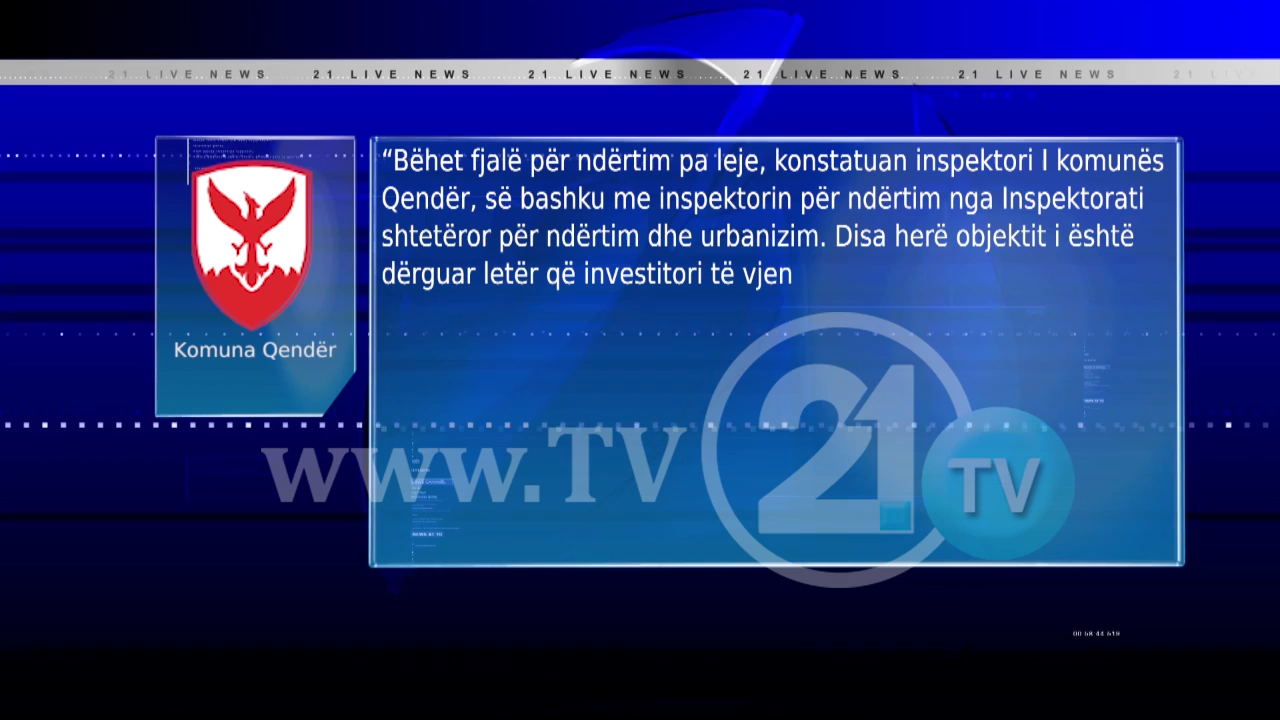 21 LIVE NEWS 21 LIVE NEWS 21 LIVE NEWS 21 LIVE NEWS 21 LIVE NEWS 21 LIVE
“Bëhet fjalë për ndërtim pa leje, konstatuan inspektori I komunës
Qendër, së bashku me inspektorin për ndërtim nga Inspektorati
shtetëror për ndërtim dhe urbanizim. Disa herë objektit i është
dërguar letër që investitori të vjen
Komuna Qendër
www.TV 21 TV